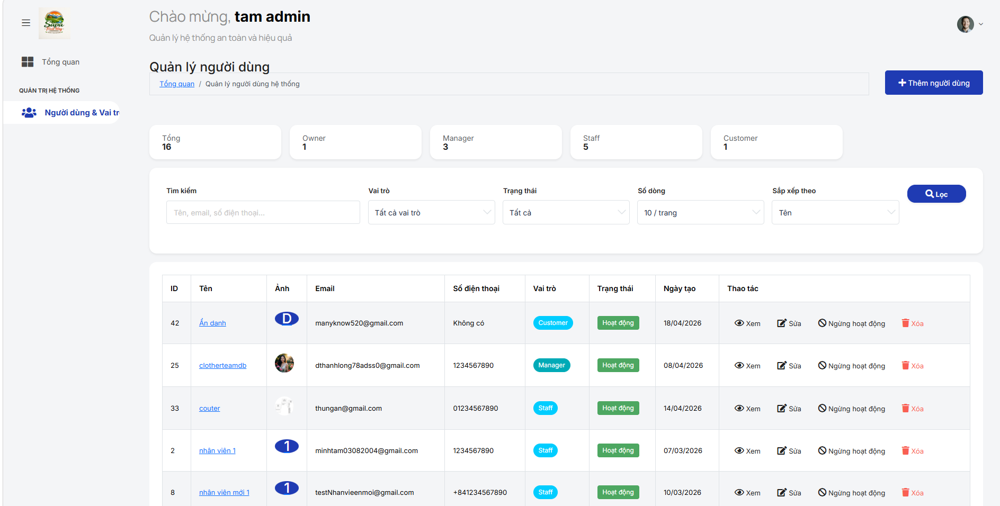 Sapa
Fresh Way
Chào mừng, tam admin
Quản lý hệ thống an toàn và hiệu quả
Tổng quan
QUẢN TRỊ HỆ THỐNG
Người dùng & Vai tr
Quản lý người dùng
Tổng quan / Quản lý người dùng hệ thống
Thêm người dùng
Tổng
16
Owner
1
Manager
3
Staff
5
Customer
1
Tìm kiếm
Tên, email, số điện thoại...
Vai trò
Tất cả vai trò
Trạng thái
Tất cả
Số dòng
10 / trang
Sắp xếp theo
Tên
Lọc
ID Tên Ảnh Email Số điện thoại Vai trò Trạng thái Ngày tạo Thao tác
42 Ẩn danh D manyknow520@gmail.com Không có Customer Hoạt động 18/04/2026 Xem Sửa Ngừng hoạt động Xóa
25 clotherteamdb dthanhlong78adss0@gmail.com 1234567890 Manager Hoạt động 08/04/2026 Xem Sửa Ngừng hoạt động Xóa
33 couter thungan@gmail.com 01234567890 Staff Hoạt động 14/04/2026 Xem Sửa Ngừng hoạt động Xóa
2 nhân viên 1 1 minhtam03082004@gmail.com 1234567890 Staff Hoạt động 07/03/2026 Xem Sửa Ngừng hoạt động Xóa
8 nhân viên mới 1 1 testNhanvieenmoi@gmail.com +841234567890 Staff Hoạt động 10/03/2026 Xem Sửa Ngừng hoạt động Xóa